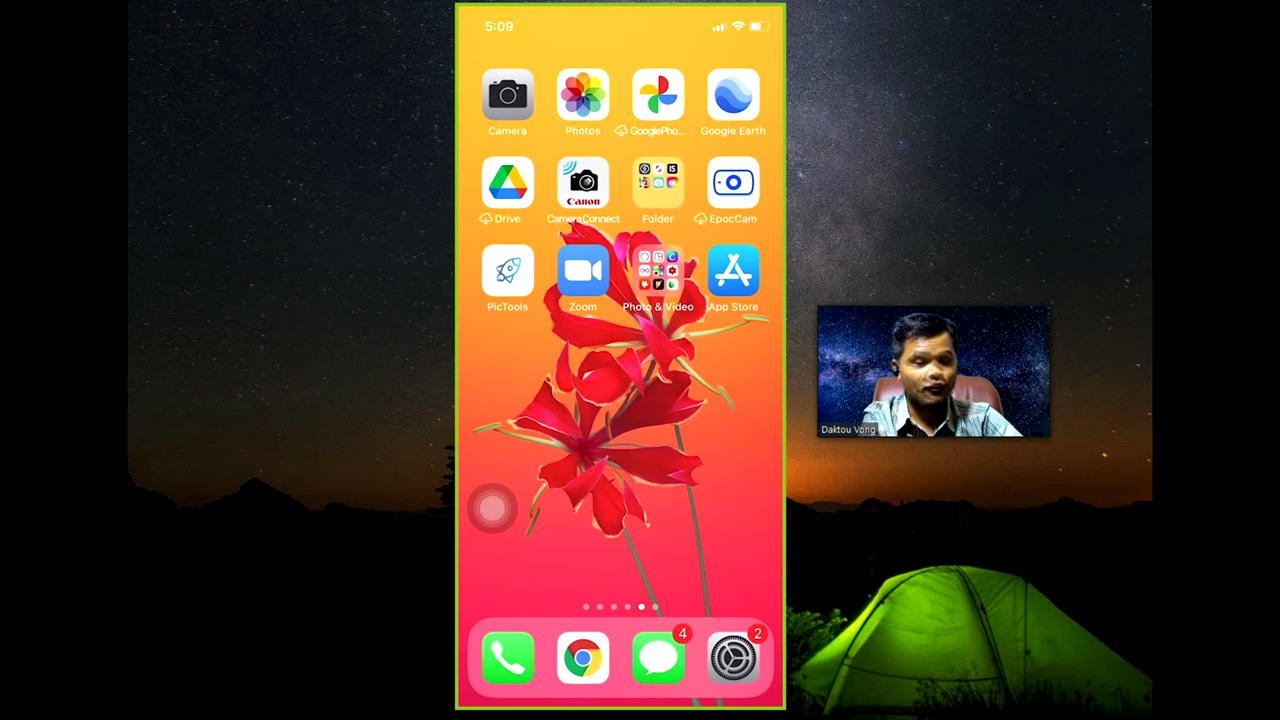 5:09
Camera
Photos
GooglePho...
Google Earth
Drive
Canon
CameraConnect
Folder
EpocCam
PicTools
Zoom
Photo & Video
App Store
Daktou Vong
4
2